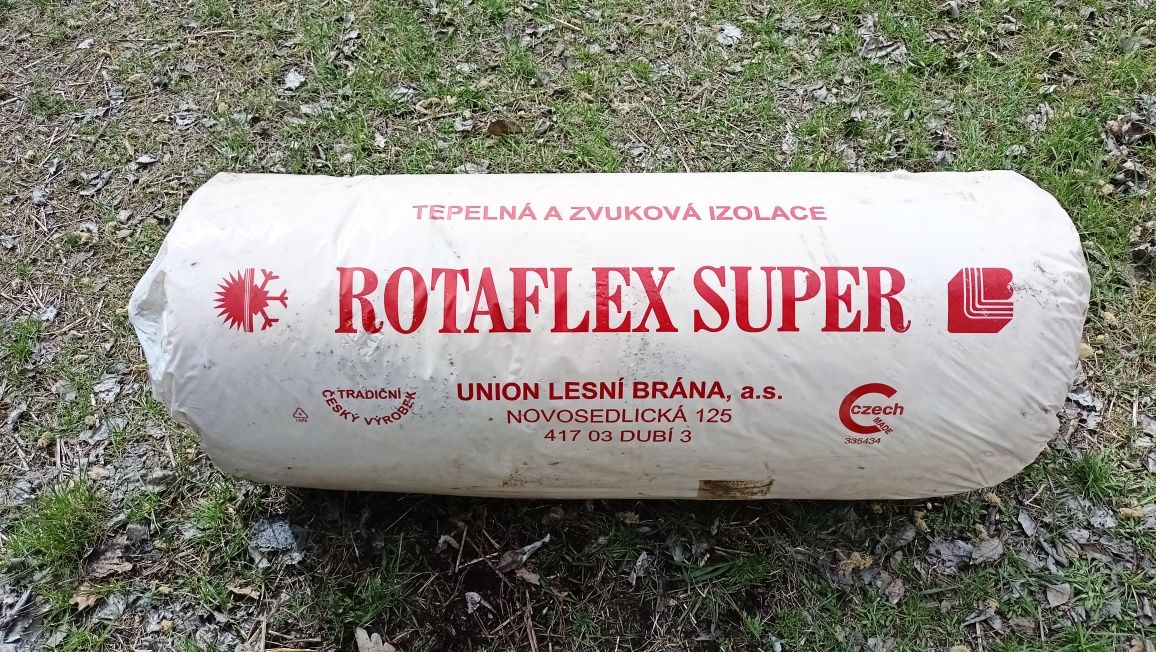 TEPELNÁ A ZVUKOVÁ IZOLACE
ROTAFLEX SUPER
TRADIČNÍ
ČESKÝ VÝROBEK
UNION LESNÍ BRÁNA, a.s.
NOVOSEDLICKÁ 125
417 03 DUBÍ 3
czech
MADE
335434